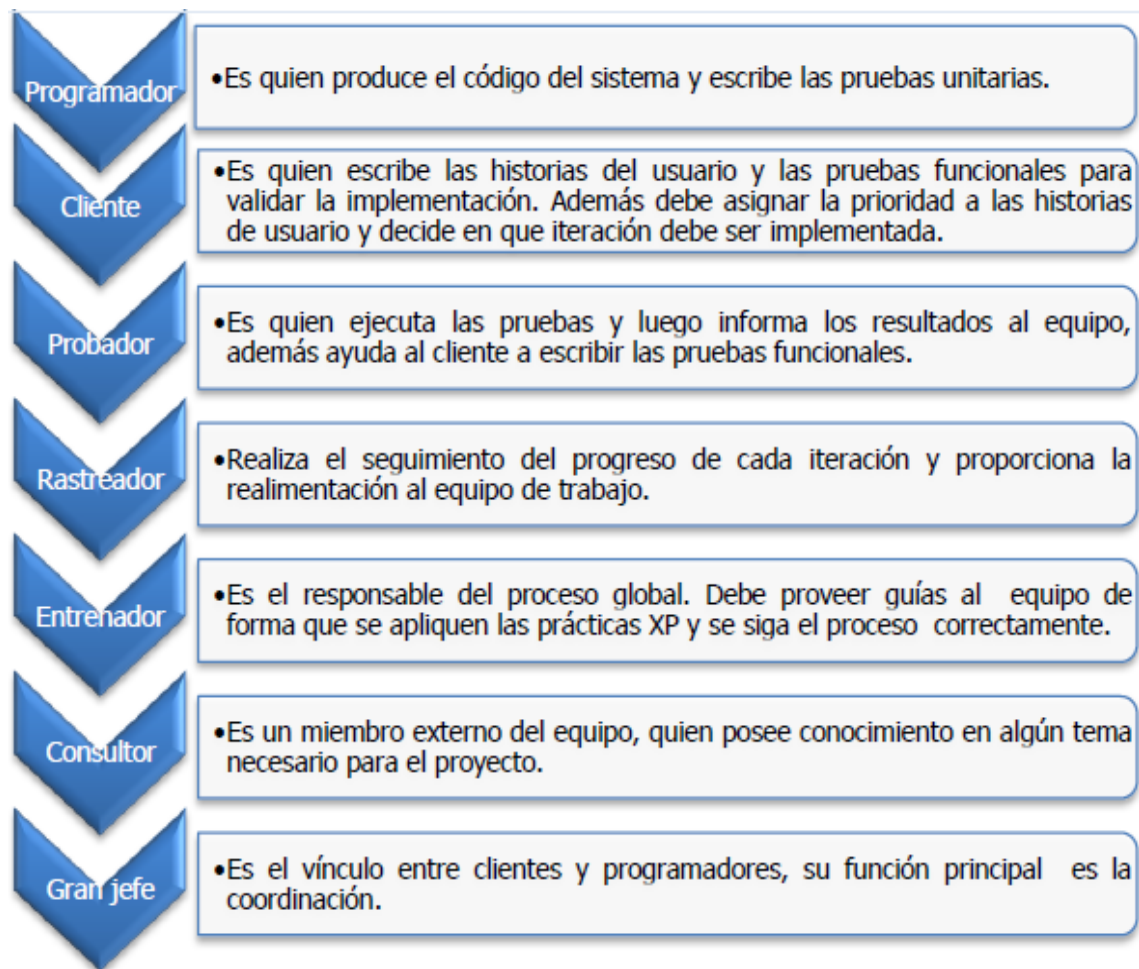 Programador
•Es quien produce el código del sistema y escribe las pruebas unitarias.
Cliente
•Es quien escribe las historias del usuario y las pruebas funcionales para
validar la implementación. Además debe asignar la prioridad a las historias
de usuario y decide en que iteración debe ser implementada.
Probador
•Es quien ejecuta las pruebas y luego informa los resultados al equipo,
además ayuda al cliente a escribir las pruebas funcionales.
Rastreador
•Realiza el seguimiento del progreso de cada iteración y proporciona la
realimentación al equipo de trabajo.
Entrenador
•Es el responsable del proceso global. Debe proveer guías al equipo de
forma que se apliquen las prácticas XP y se siga el proceso correctamente.
Consultor
•Es un miembro externo del equipo, quien posee conocimiento en algún tema
necesario para el proyecto.
Gran jefe
•Es el vínculo entre clientes y programadores, su función principal es la
coordinación.